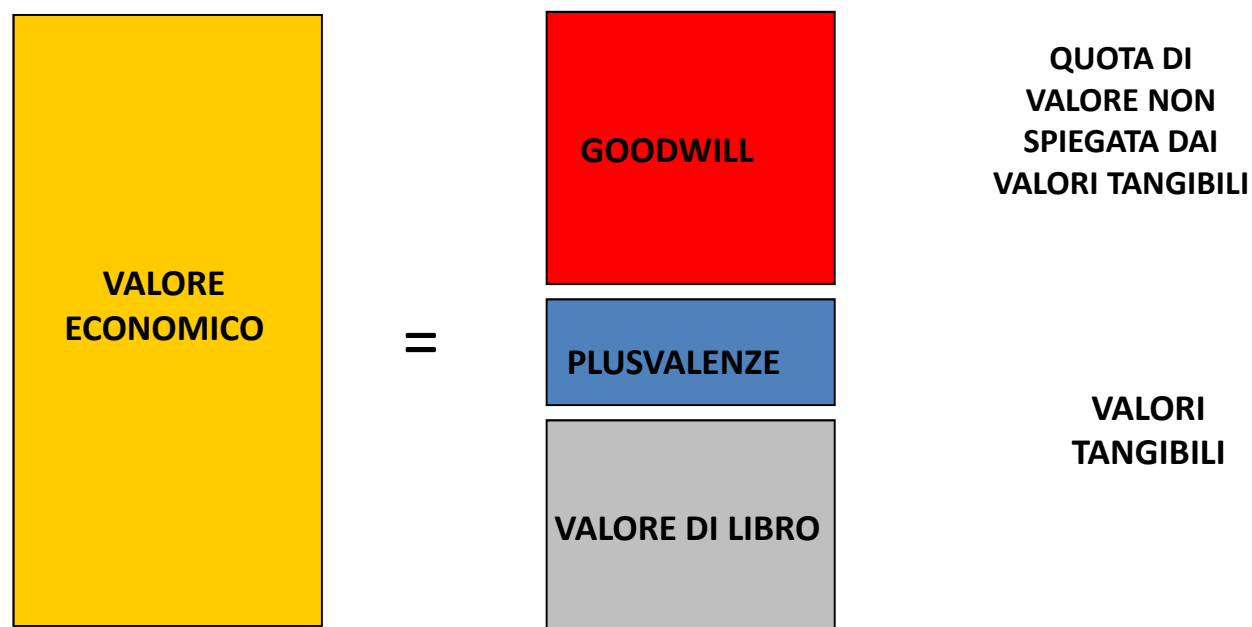 VALORE
ECONOMICO
=
GOODWILL
PLUSVALENZE
VALORE DI LIBRO
QUOTA DI
VALORE NON
SPIEGATA DAI
VALORI TANGIBILI
VALORI
TANGIBILI